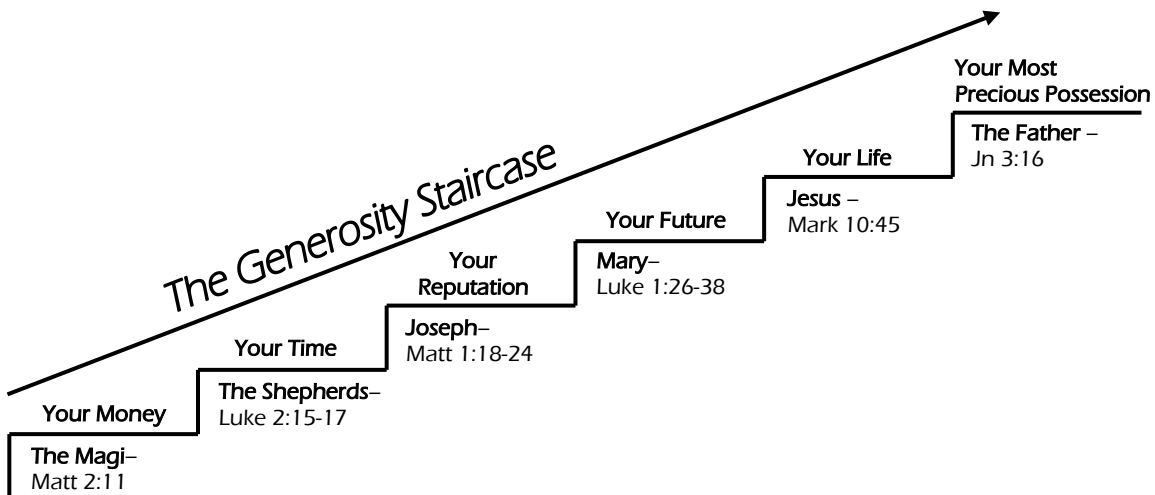 The Generosity Staircase
Your Money
The Magi–
Matt 2:11
Your Time
The Shepherds–
Luke 2:15-17
Your
Reputation
Joseph–
Matt 1:18-24
Your Future
Mary–
Luke 1:26-38
Your Life
Jesus –
Mark 10:45
Your Most
Precious Possession
The Father –
Jn 3:16